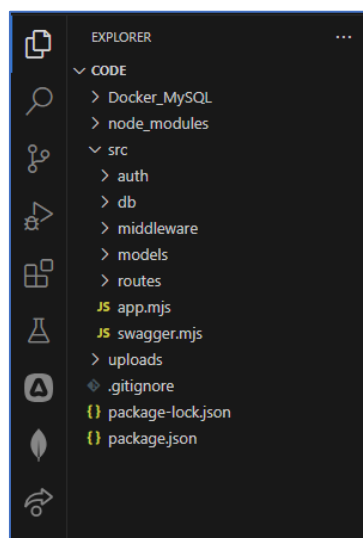 EXPLORER ...
CODE
Docker_MySQL
node_modules
src
auth
db
middleware
models
routes
JS app.mjs
JS swagger.mjs
uploads
.gitignore
{} package-lock.json
{} package.json